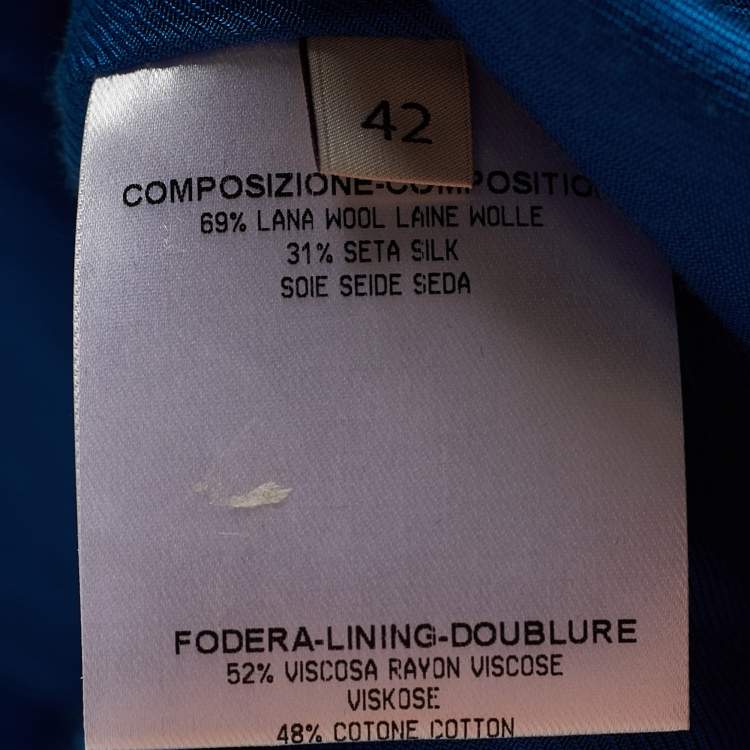 42
COMPOSIZIONE-COMPOSITIO
69% LANA WOOL LAINE WOLLE
31% SETA SILK
SOIE SEIDE SEDA
FODERA-LINING-DOUBLURE
52% VISCOSA RAYON VISCOSE
VISKOSE
48% COTONE COTTON